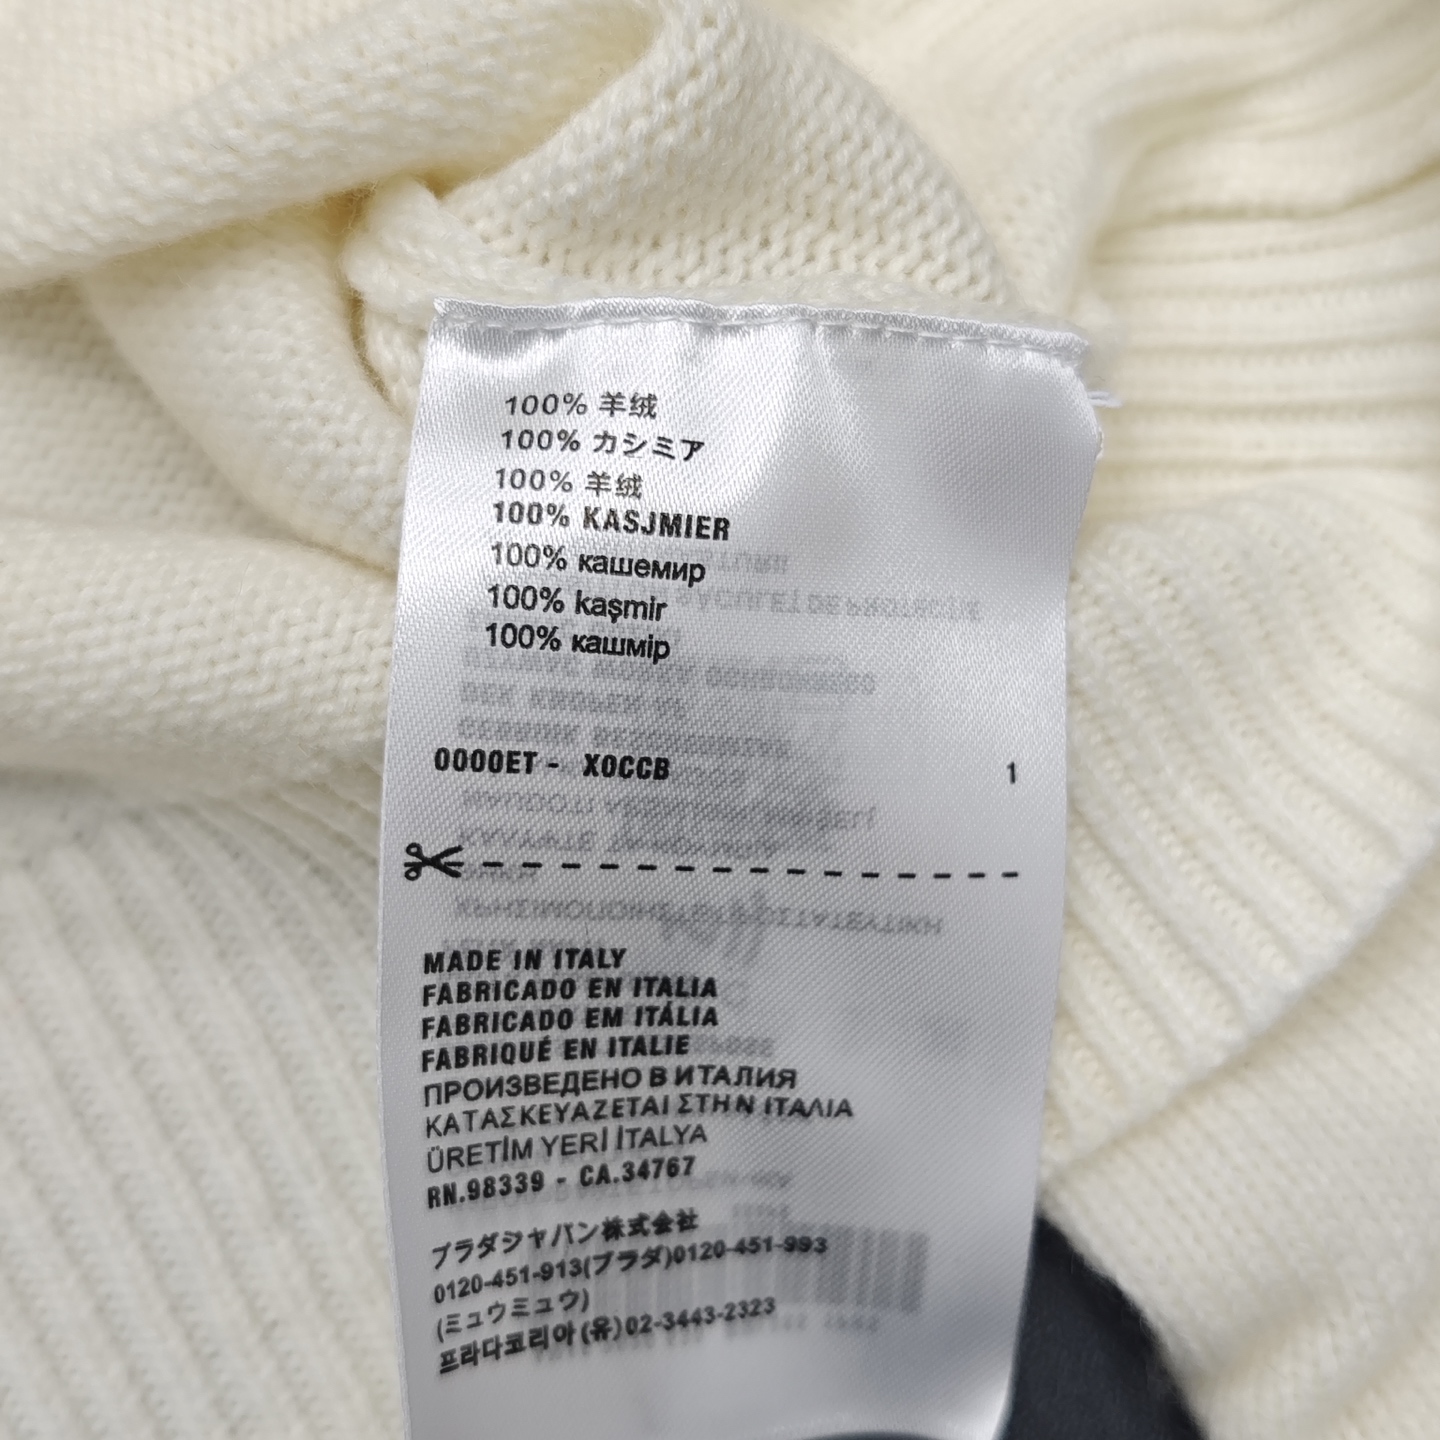 100% 羊绒
100% カシミア
100% 羊绒
100% KASJMIER
100% кашемир
100% kaşmir
100% кашмір
0000ET - X0CCB 1
MADE IN ITALY
FABRICADO EN ITALIA
FABRICADO EM ITÁLIA
FABRIQUÉ EN ITALIE
ПРОИЗВЕДЕНО В ИТАЛИЯ
ΚΑΤΑΣΚΕΥΑΖΕΤΑΙ ΣΤΗΝ ΙΤΑΛΙΑ
ÜRETİM YERİ İTALYA
RN.98339 - CA.34767
プラダジャパン株式会社
0120-451-913(プラダ)0120-451-993
(ミュウミュウ)
프라다코리아(유)02-3443-2323